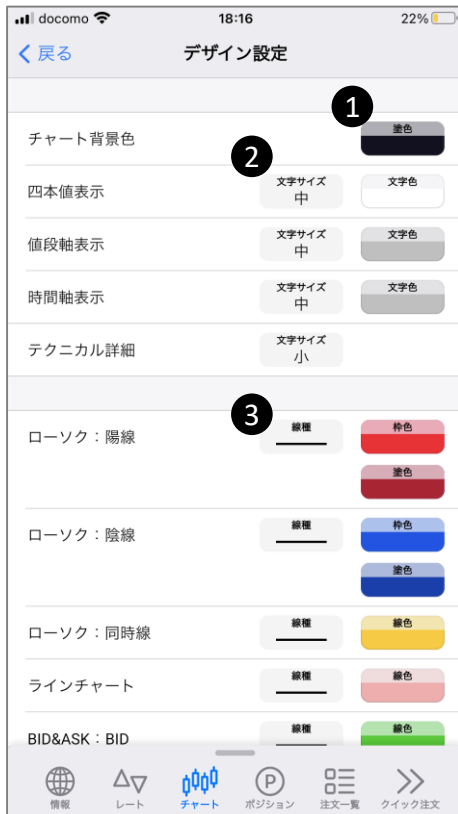 docomo 18:16 22%
戻る デザイン設定
❶
チャート背景色 塗色
❷
四本値表示 文字サイズ 中 文字色
値段軸表示 文字サイズ 中 文字色
時間軸表示 文字サイズ 中 文字色
テクニカル詳細 文字サイズ 小
❸
ローソク：陽線 線種 枠色
塗色
ローソク：陰線 線種 枠色
塗色
ローソク：同時線 線種 線色
ラインチャート 線種 線色
BID&ASK：BID 線種 線色
P
情報 レート チャート ポジション 注文一覧 クイック注文